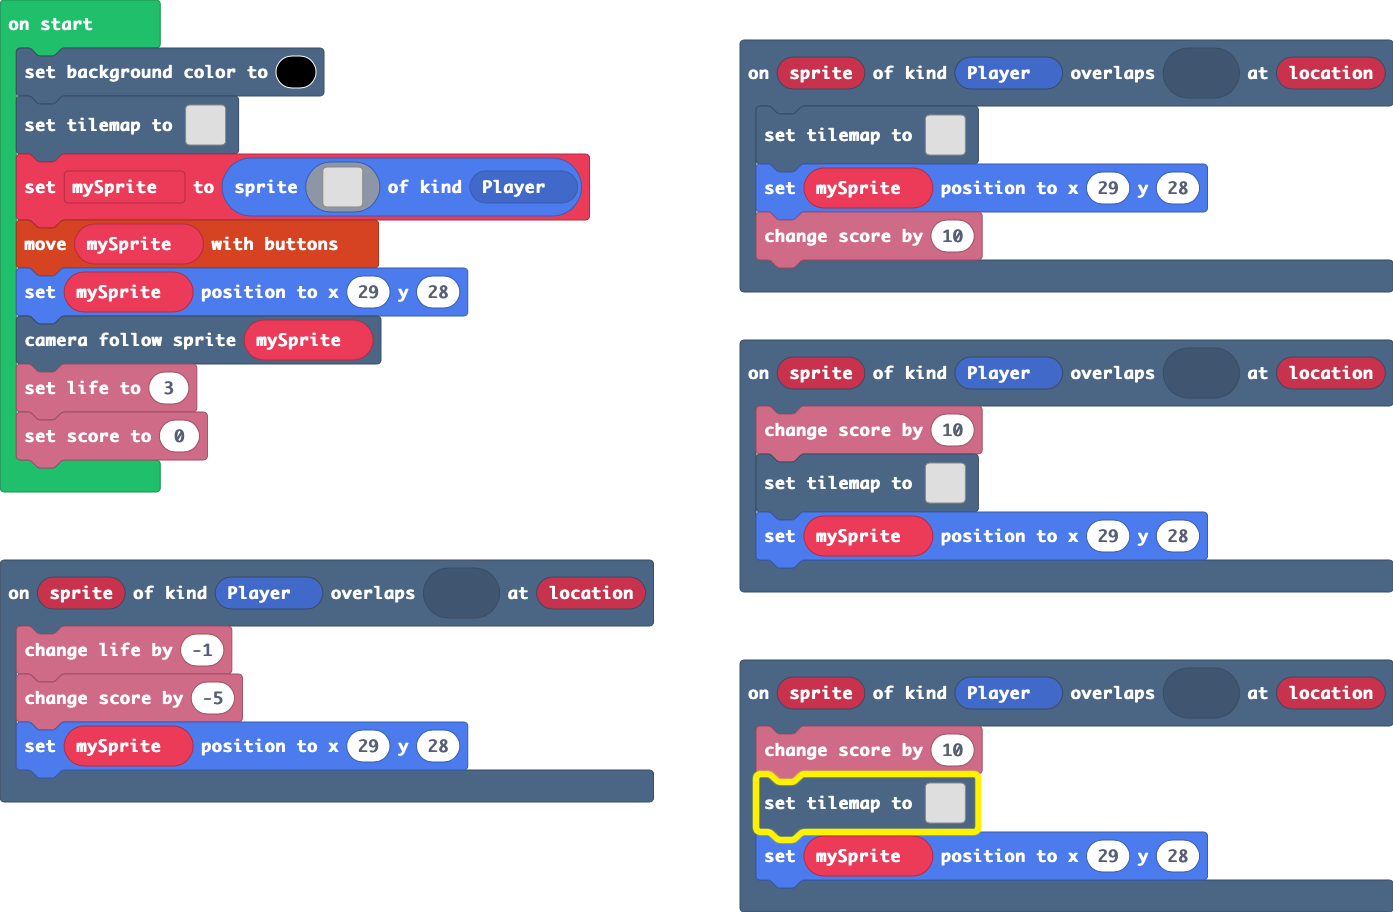 on start
set background color to
set tilemap to
set mySprite to sprite of kind Player
move mySprite with buttons
set mySprite position to x 29 y 28
camera follow sprite mySprite
set life to 3
set score to 0
on sprite of kind Player overlaps at location
change life by -1
change score by -5
set mySprite position to x 29 y 28
on sprite of kind Player overlaps at location
set tilemap to
set mySprite position to x 29 y 28
change score by 10
on sprite of kind Player overlaps at location
change score by 10
set tilemap to
set mySprite position to x 29 y 28
on sprite of kind Player overlaps at location
change score by 10
set tilemap to
set mySprite position to x 29 y 28